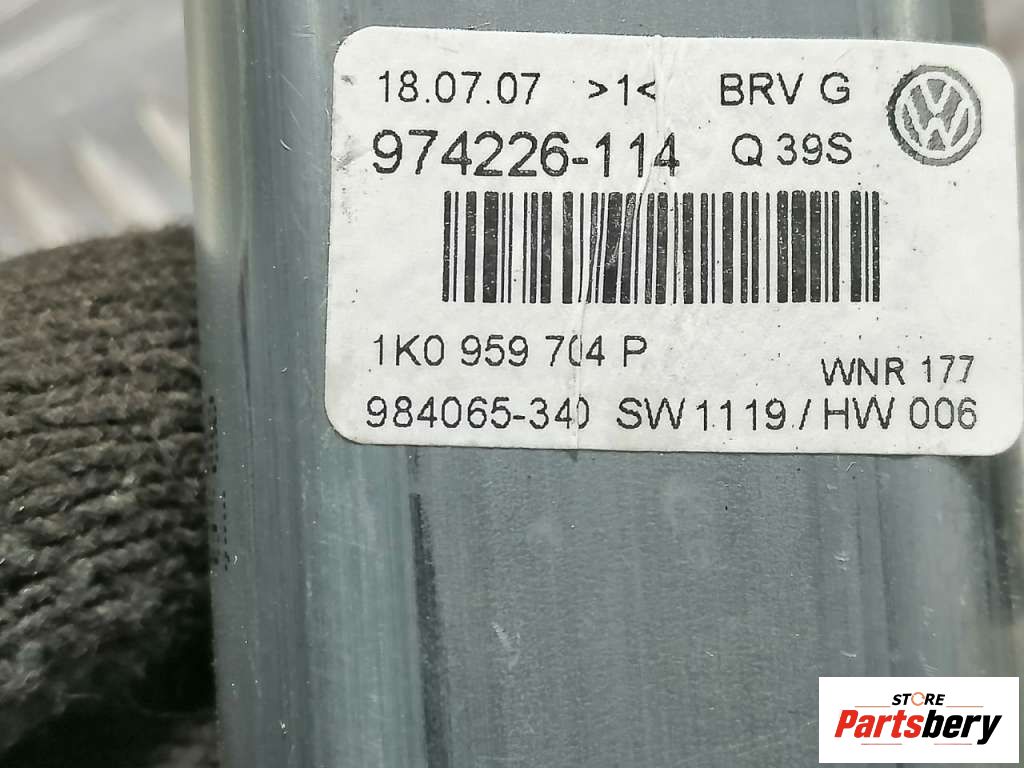 18.07.07 >1< BRV G
974226-114 Q 39S
1K0 959 704 P
WNR 177
984065-340 SW 1119 / HW 006
STORE
Partsbery